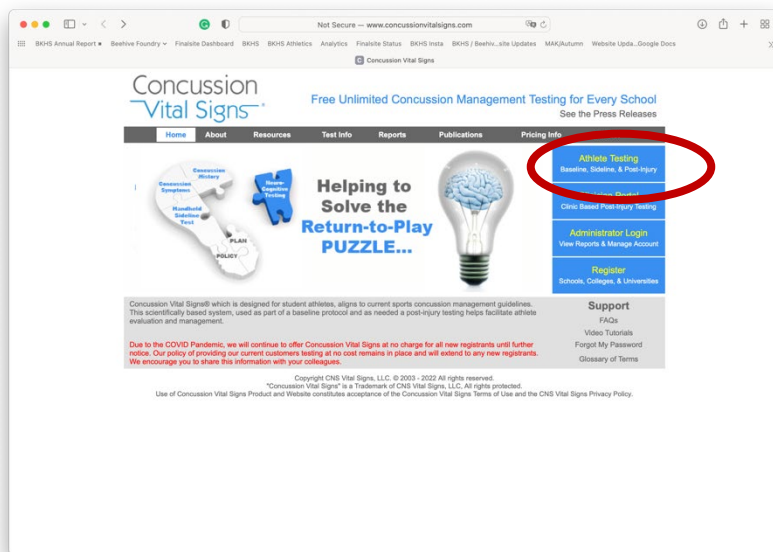 Not Secure — www.concussionvitalsigns.com
BKHS Annual Report Beehive Foundry Finalsite Dashboard BKHS BKHS Athletics Analytics Finalsite Status BKHS Insta BKHS / Beehiv...site Updates MAK/Autumn Website Upda...Google Docs
C Concussion Vital Signs
Concussion
Vital Signs
Free Unlimited Concussion Management Testing for Every School
See the Press Releases
Home About Resources Test Info Reports Publications Pricing Info
Concussion
History
Concussion
Symptoms
Handheld
Sideline
Test
PLAN
POLICY
Neuro-
Cognitive
Testing
Helping to
Solve the
Return-to-Play
PUZZLE...
Athlete Testing
Baseline, Sideline, & Post-Injury
Clinic Based Post-Injury Testing
Administrator Login
View Reports & Manage Account
Register
Schools, Colleges, & Universities
Concussion Vital Signs® which is designed for student athletes, aligns to current sports concussion management guidelines.
This scientifically based system, used as part of a baseline protocol and as needed a post-injury testing helps facilitate athlete
evaluation and management.
Due to the COVID Pandemic, we will continue to offer Concussion Vital Signs at no charge for all new registrants until further
notice. Our policy of providing our current customers testing at no cost remains in place and will extend to any new registrants.
We encourage you to share this information with your colleagues.
Support
FAQs
Video Tutorials
Forgot My Password
Glossary of Terms
Copyright CNS Vital Signs, LLC. © 2003 - 2022 All rights reserved.
"Concussion Vital Signs" is a Trademark of CNS Vital Signs, LLC, All rights protected.
Use of Concussion Vital Signs Product and Website constitutes acceptance of the Concussion Vital Signs Terms of Use and the CNS Vital Signs Privacy Policy.